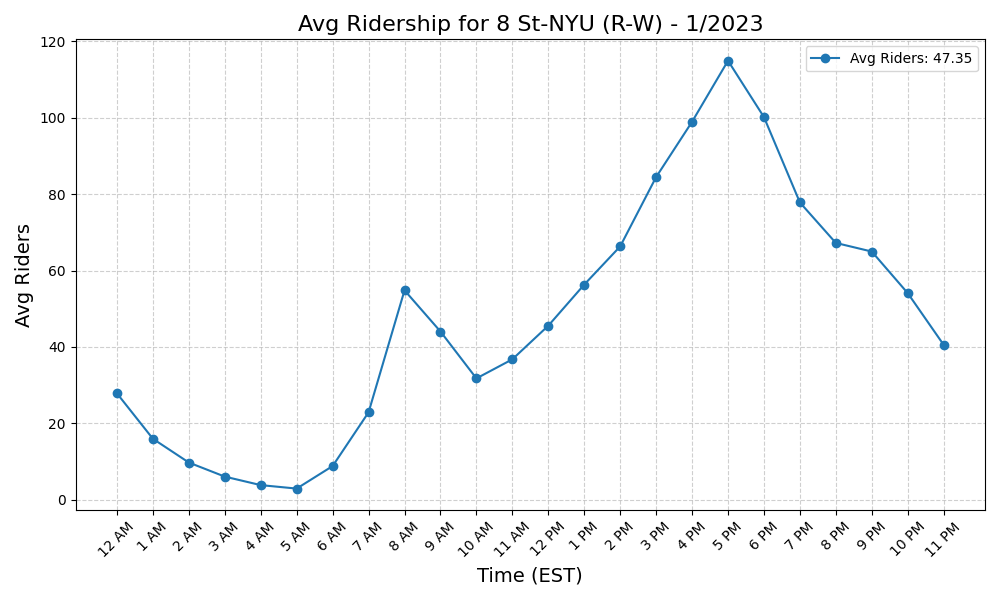 Avg Ridership for 8 St-NYU (R-W) - 1/2023
Avg Riders: 47.35
Avg Riders
120
100
80
60
40
20
0
12 AM
1 AM
2 AM
3 AM
4 AM
5 AM
6 AM
7 AM
8 AM
9 AM
10 AM
11 AM
12 PM
1 PM
2 PM
3 PM
4 PM
5 PM
6 PM
7 PM
8 PM
9 PM
10 PM
11 PM
Time (EST)